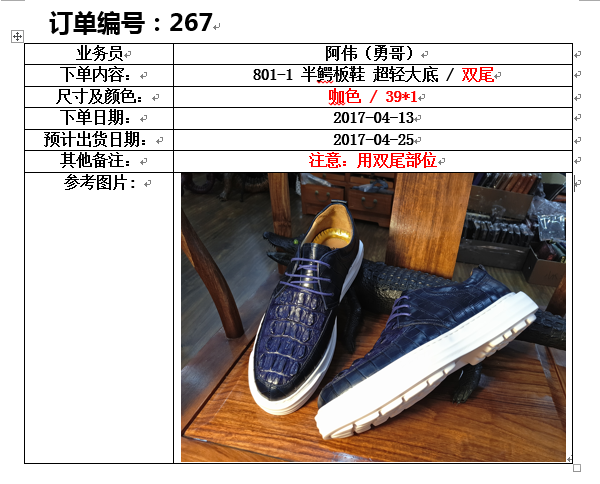 订单编号：267
业务员 阿伟（勇哥）
下单内容： 801-1 半鳄板鞋 超轻大底 / 双尾
尺寸及颜色： 咖色 / 39*1
下单日期： 2017-04-13
预计出货日期： 2017-04-25
其他备注： 注意：用双尾部位
参考图片：